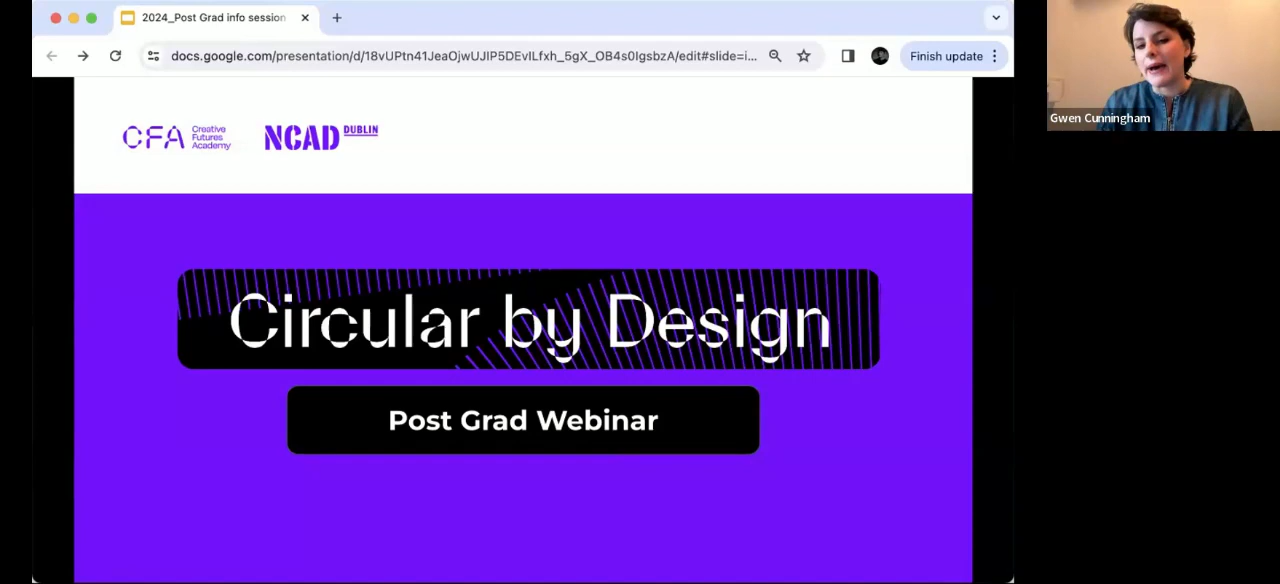 2024_Post Grad info session
docs.google.com/presentation/d/18vUPtn41JeaOjwUJIP5DEvILfxh_5gX_OB4s0IgsbzA/edit#slide=i...
Finish update
Gwen Cunningham
CFA Creative
Futures
Academy
NCAD DUBLIN
Circular by Design
Post Grad Webinar